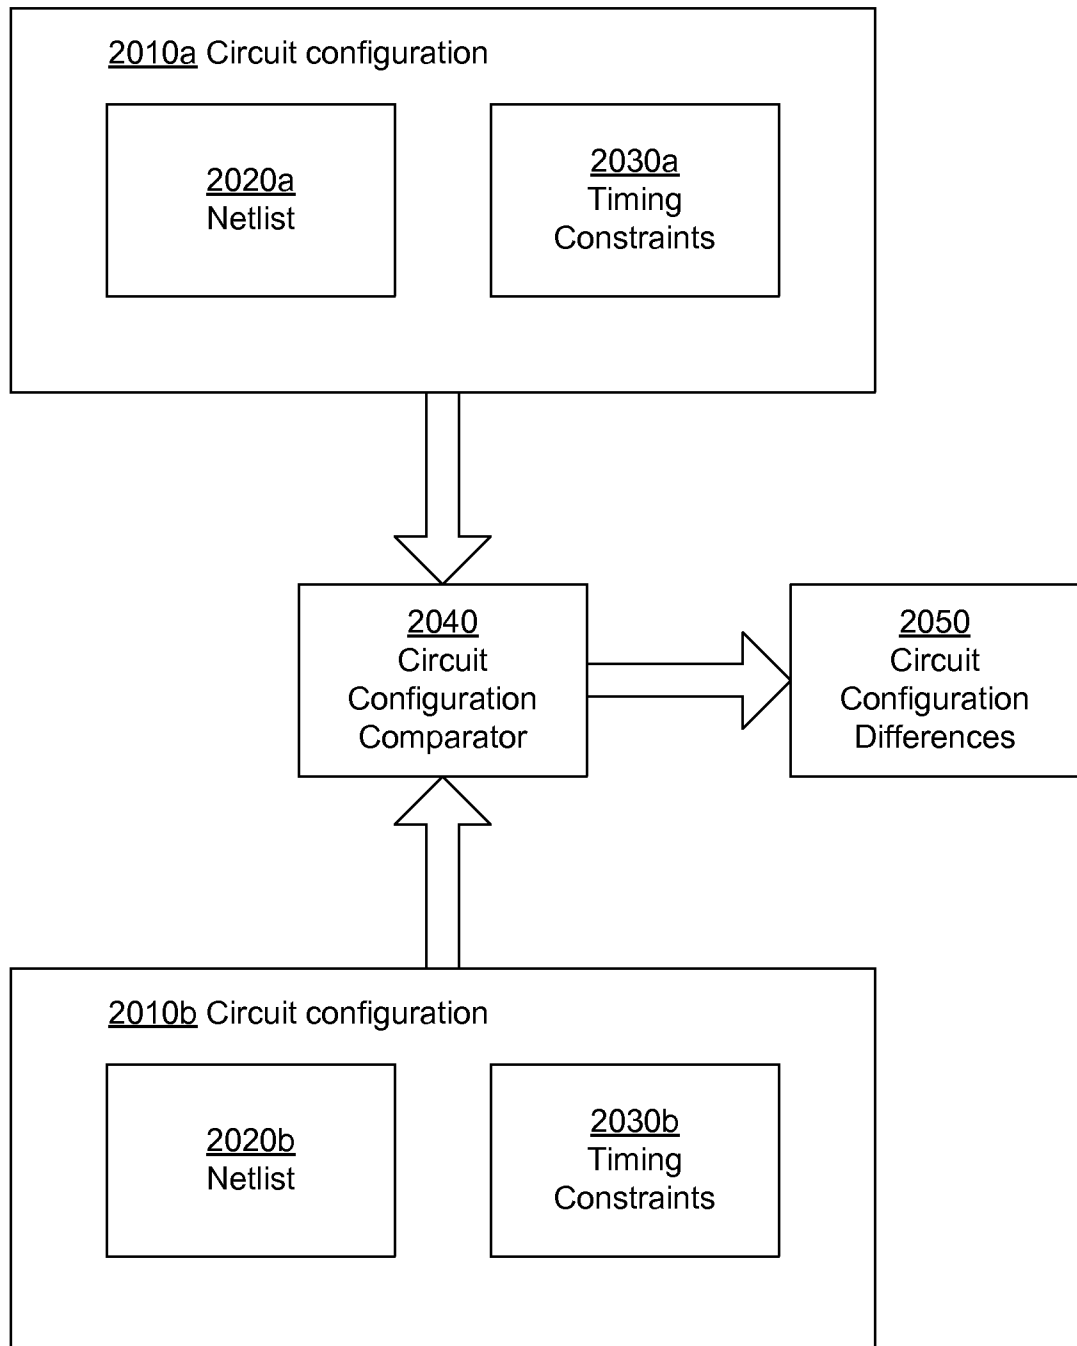 2010a Circuit configuration
2020a
Netlist
2030a
Timing
Constraints
2040
Circuit
Configuration
Comparator
2050
Circuit
Configuration
Differences
2010b Circuit configuration
2020b
Netlist
2030b
Timing
Constraints